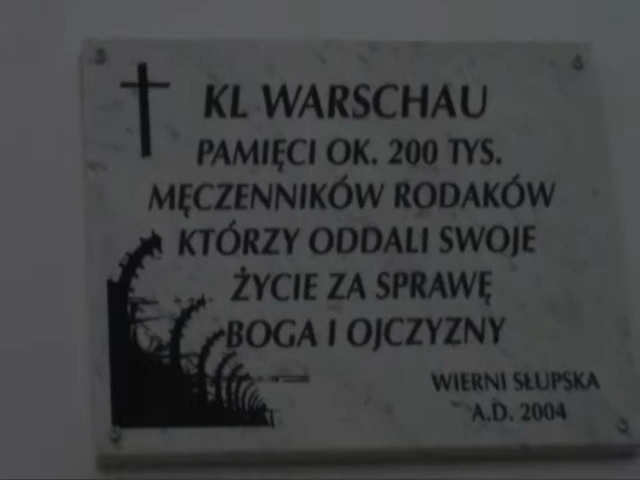 KL WARSCHAU
PAMIĘCI OK. 200 TYS.
MĘCZENNIKÓW RODAKÓW
KTÓRZY ODDALI SWOJE
ŻYCIE ZA SPRAWĘ
BOGA I OJCZYZNY
WIERNI SŁUPSKA
A.D. 2004